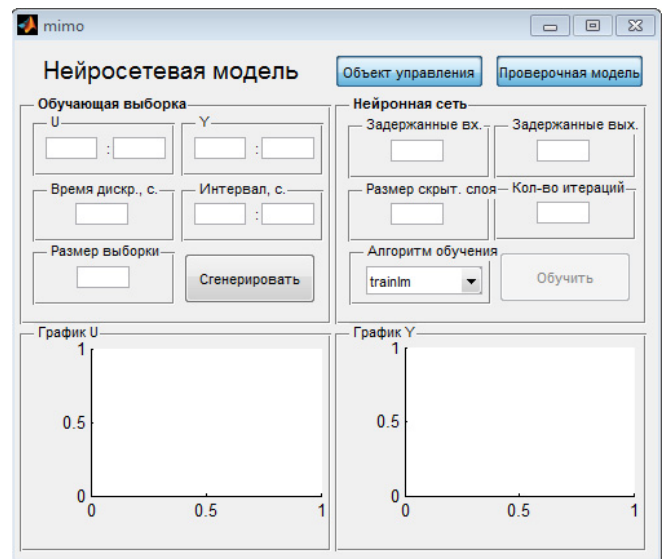 mimo
Нейросетевая модель
Объект управления
Проверочная модель
Обучающая выборка
U
:
Y
:
Время дискр., с.
Интервал, с.
:
Размер выборки
Сгенерировать
Нейронная сеть
Задержанные вх.
Задержанные вых.
Размер скрыт. слоя
Кол-во итераций
Алгоритм обучения
trainlm
Обучить
График U
1
0.5
0
0
0.5
1
График Y
1
0.5
0
0
0.5
1